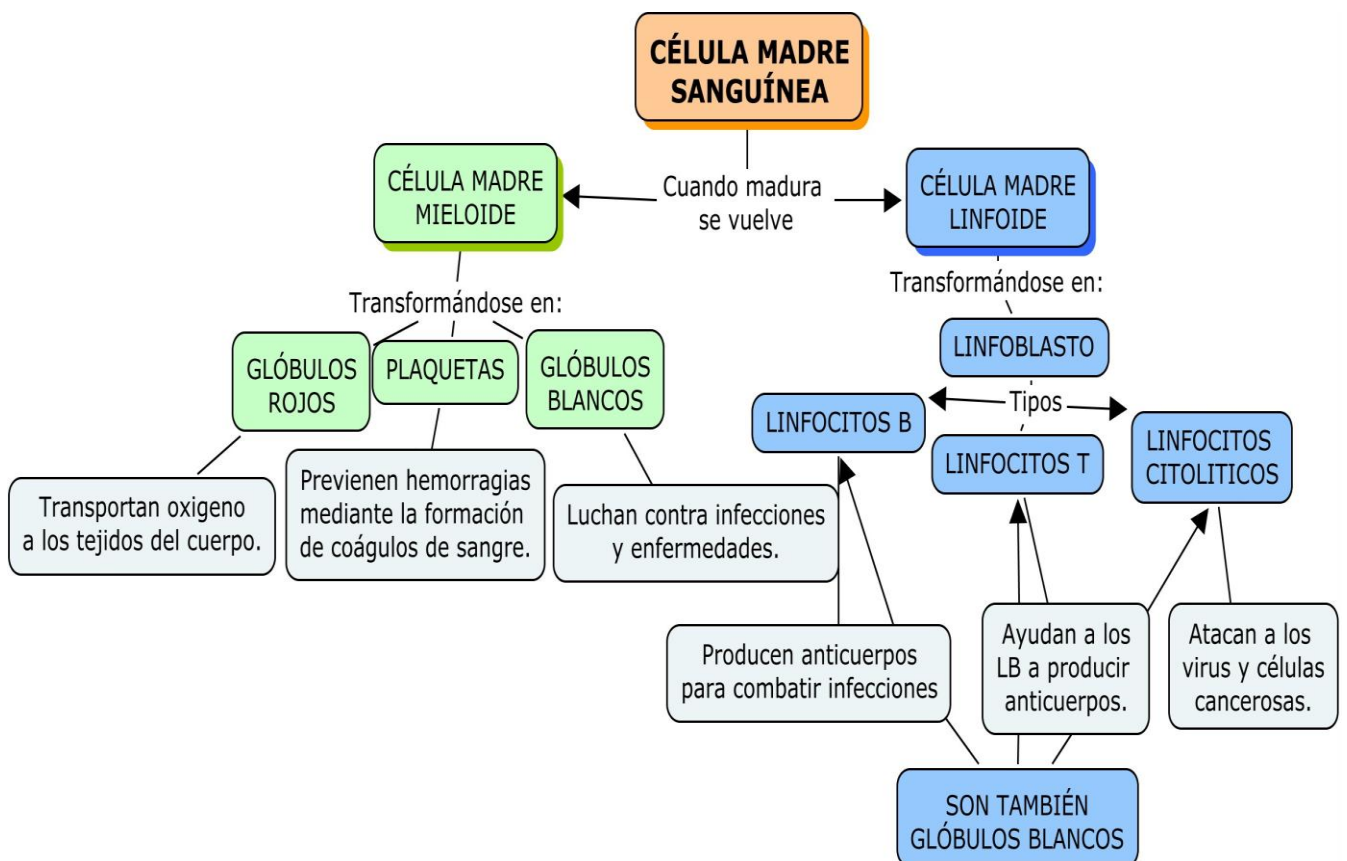 CÉLULA MADRE
SANGUÍNEA
Cuando madura
se vuelve
CÉLULA MADRE
MIELOIDE
Transformándose en:
GLÓBULOS
ROJOS
PLAQUETAS
GLÓBULOS
BLANCOS
Transportan oxigeno
a los tejidos del cuerpo.
Previenen hemorragias
mediante la formación
de coágulos de sangre.
Luchan contra infecciones
y enfermedades.
CÉLULA MADRE
LINFOIDE
Transformándose en:
LINFOBLASTO
Tipos
LINFOCITOS B
LINFOCITOS T
LINFOCITOS
CITOLITICOS
Producen anticuerpos
para combatir infecciones
Ayudan a los
LB a producir
anticuerpos.
Atacan a los
virus y células
cancerosas.
SON TAMBIÉN
GLÓBULOS BLANCOS